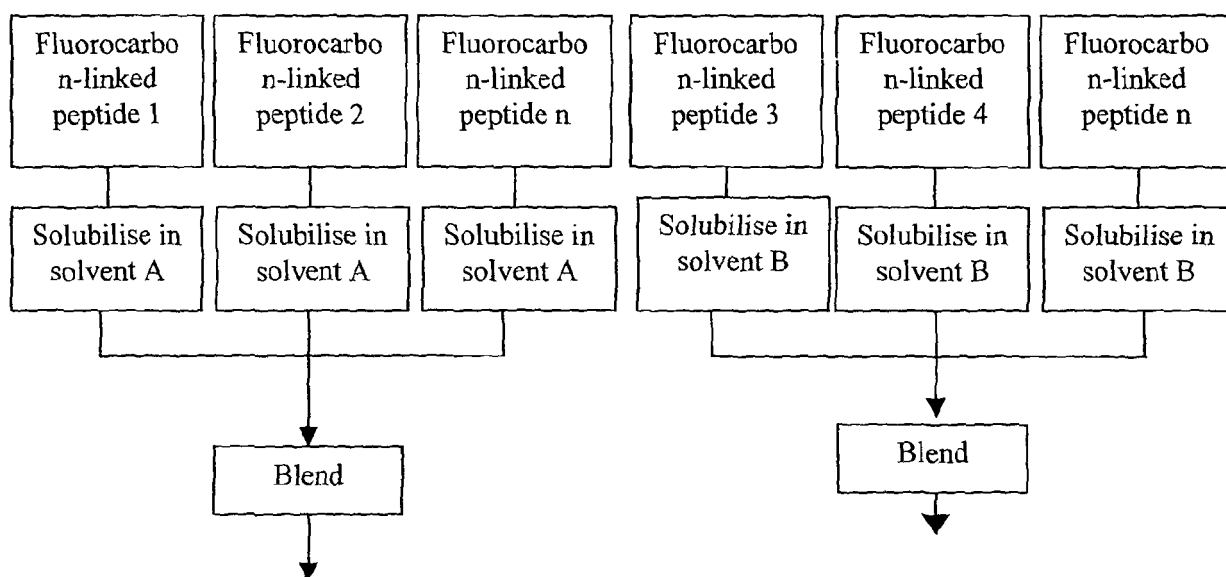 Fluorocarbo
n-linked
peptide 1
Fluorocarbo
n-linked
peptide 2
Fluorocarbo
n-linked
peptide n
Fluorocarbo
n-linked
peptide 3
Fluorocarbo
n-linked
peptide 4
Fluorocarbo
n-linked
peptide n
Solubilise in
solvent A
Solubilise in
solvent A
Solubilise in
solvent A
Solubilise in
solvent B
Solubilise in
solvent B
Solubilise in
solvent B
Blend
Blend